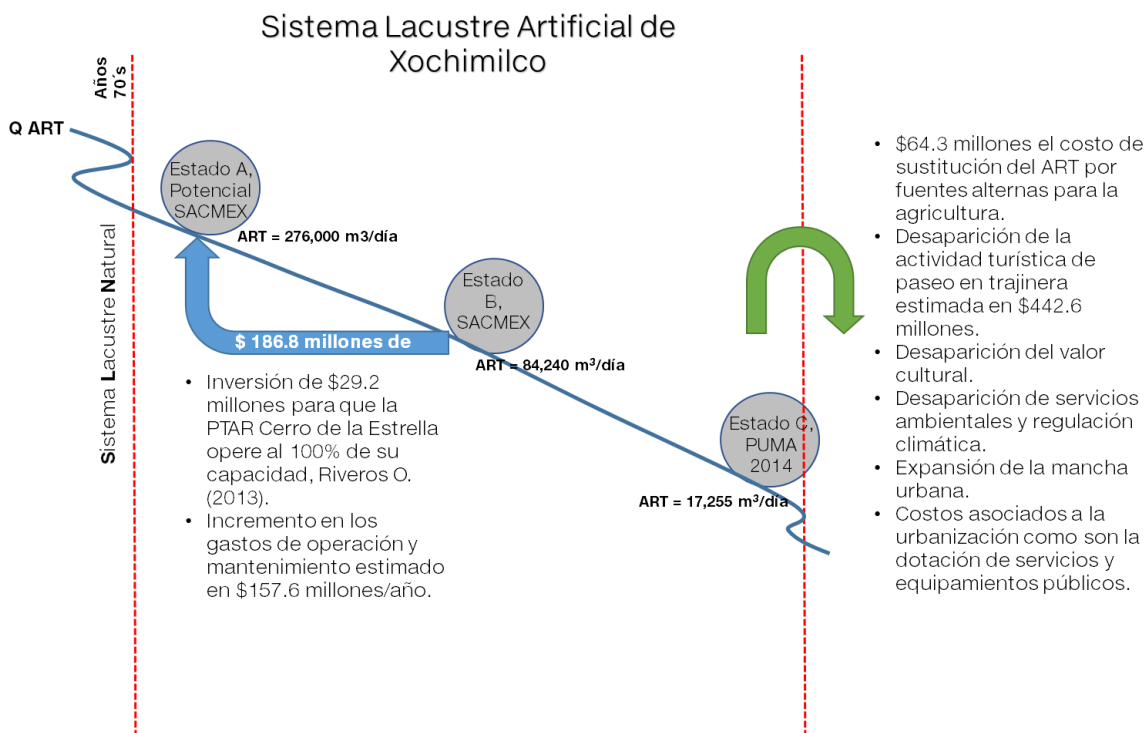 Sistema Lacustre Artificial de
Xochimilco
Años
70´s
Q ART
Sistema Lacustre Natural
Estado A,
Potencial
SACMEX
ART = 276,000 m3/día
Estado
B,
SACMEX
$ 186.8 millones de
ART = 84,240 m³/día
• Inversión de $29.2
millones para que la
PTAR Cerro de la Estrella
opere al 100% de su
capacidad, Riveros O.
(2013).
• Incremento en los
gastos de operación y
mantenimiento estimado
en $157.6 millones/año.
Estado C,
PUMA
2014
ART = 17,255 m³/día
• $64.3 millones el costo de
sustitución del ART por
fuentes alternas para la
agricultura.
• Desaparición de la
actividad turística de
paseo en trajinera
estimada en $442.6
millones.
• Desaparición del valor
cultural.
• Desaparición de servicios
ambientales y regulación
climática.
• Expansión de la mancha
urbana.
• Costos asociados a la
urbanización como son la
dotación de servicios y
equipamientos públicos.